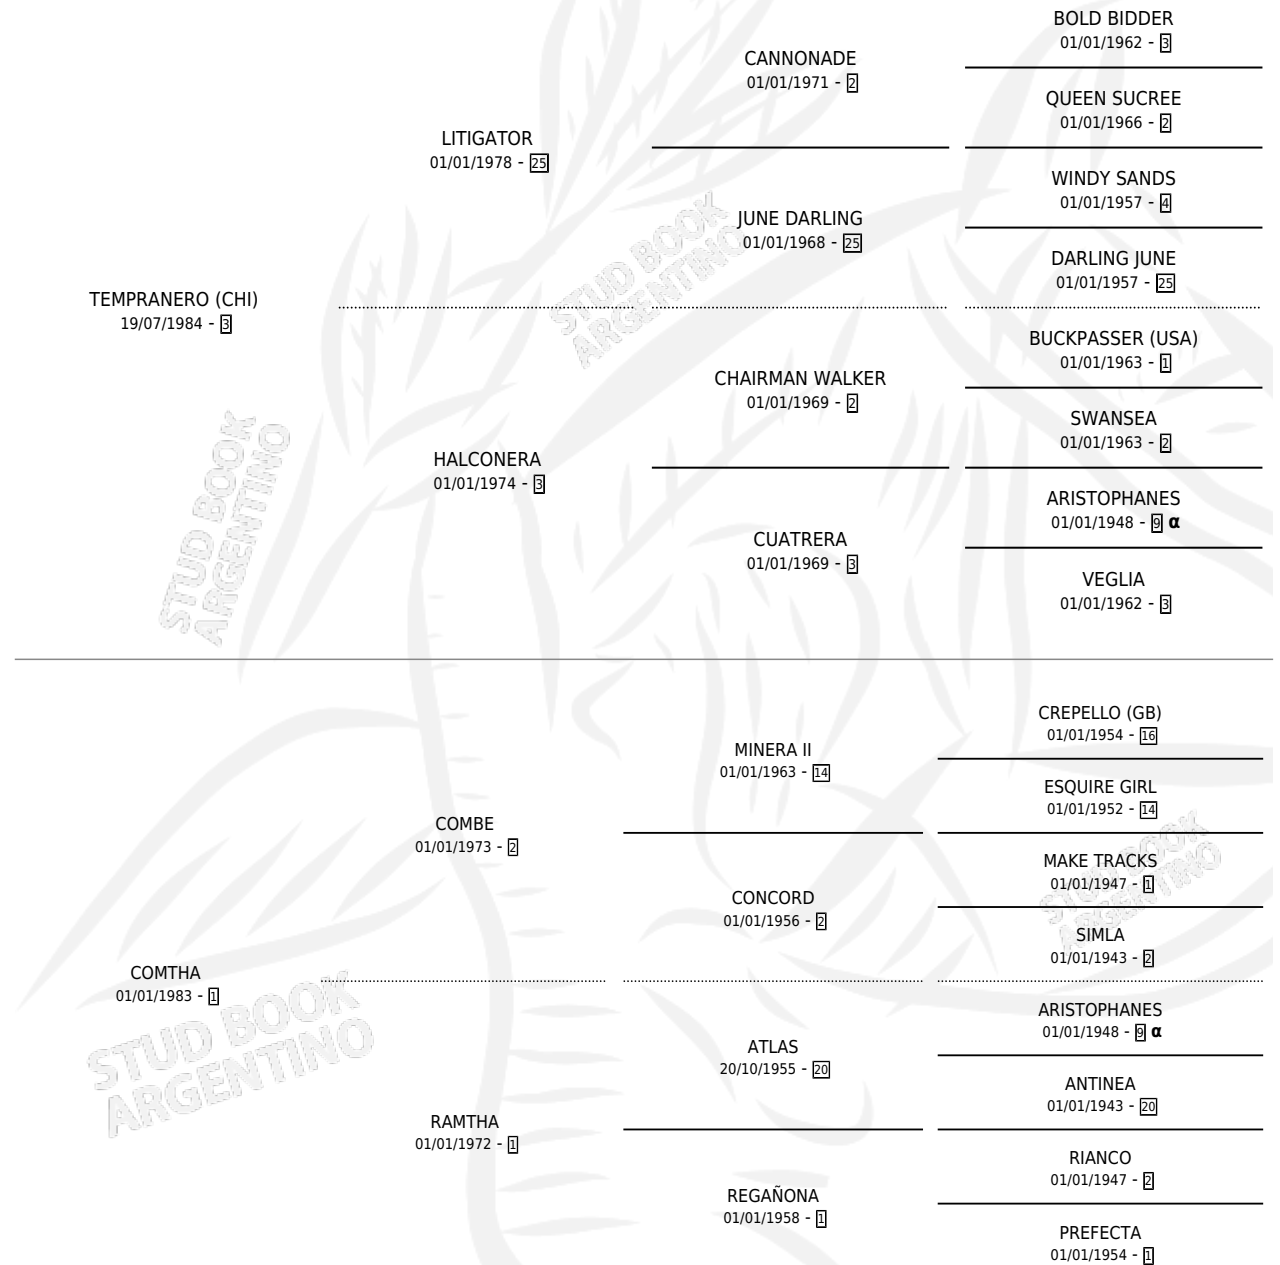 BOLD BIDDER
01/01/1962 - 3
CANNONADE
01/01/1971 - 2
QUEEN SUCREE
01/01/1966 - 2
LITIGATOR
01/01/1978 - 25
WINDY SANDS
01/01/1957 - 4
JUNE DARLING
01/01/1968 - 25
DARLING JUNE
01/01/1957 - 25
TEMPRANERO (CHI)
19/07/1984 - 3
STUD BOOK
ARGENTINO
BUCKPASSER (USA)
01/01/1963 - 1
CHAIRMAN WALKER
01/01/1969 - 2
SWANSEA
01/01/1963 - 2
HALCONERA
01/01/1974 - 3
ARISTOPHANES
01/01/1948 - 9 α
CUATRERA
01/01/1969 - 3
VEGLIA
01/01/1962 - 3
STUD BOOK
ARGENTINO
CREPELLO (GB)
01/01/1954 - 16
MINERA II
01/01/1963 - 14
ESQUIRE GIRL
01/01/1952 - 14
COMBE
01/01/1973 - 2
MAKE TRACKS
01/01/1947 - 1
CONCORD
01/01/1956 - 2
SIMLA
01/01/1943 - 2
STUD BOOK
ARGENTINO
COMTHA
01/01/1983 - 1
ARISTOPHANES
01/01/1948 - 9 α
ATLAS
20/10/1955 - 20
ANTINEA
01/01/1943 - 20
STUD BOOK
ARGENTINO
RAMTHA
01/01/1972 - 1
RIANCO
01/01/1947 - 2
REGAÑONA
01/01/1958 - 1
PREFECTA
01/01/1954 - 1